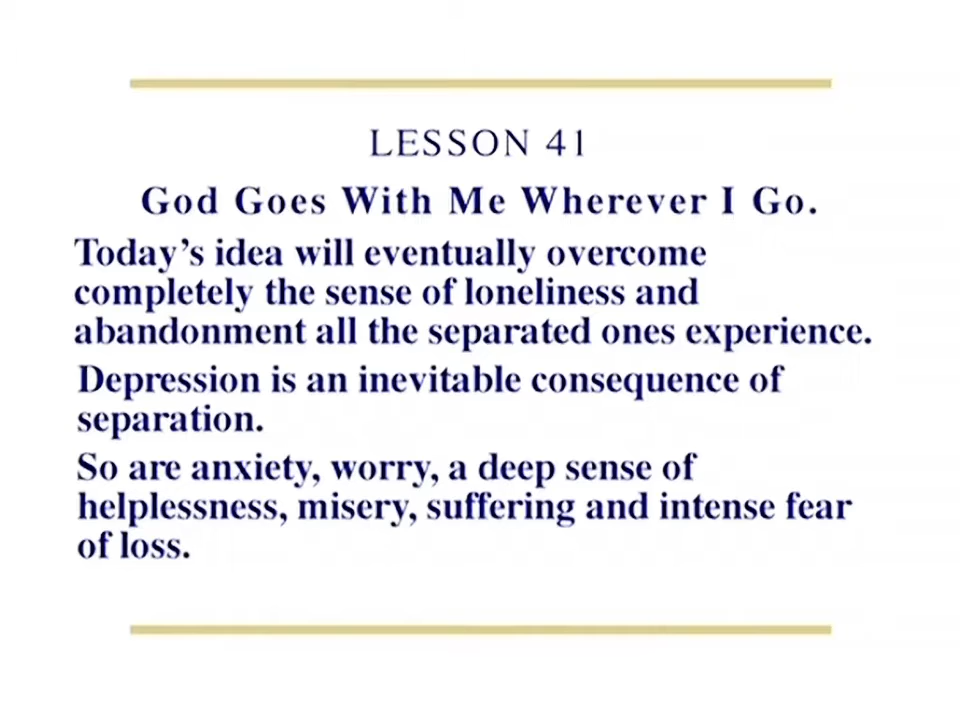 LESSON 41
God Goes With Me Wherever I Go.
Today’s idea will eventually overcome
completely the sense of loneliness and
abandonment all the separated ones experience.
Depression is an inevitable consequence of
separation.
So are anxiety, worry, a deep sense of
helplessness, misery, suffering and intense fear
of loss.